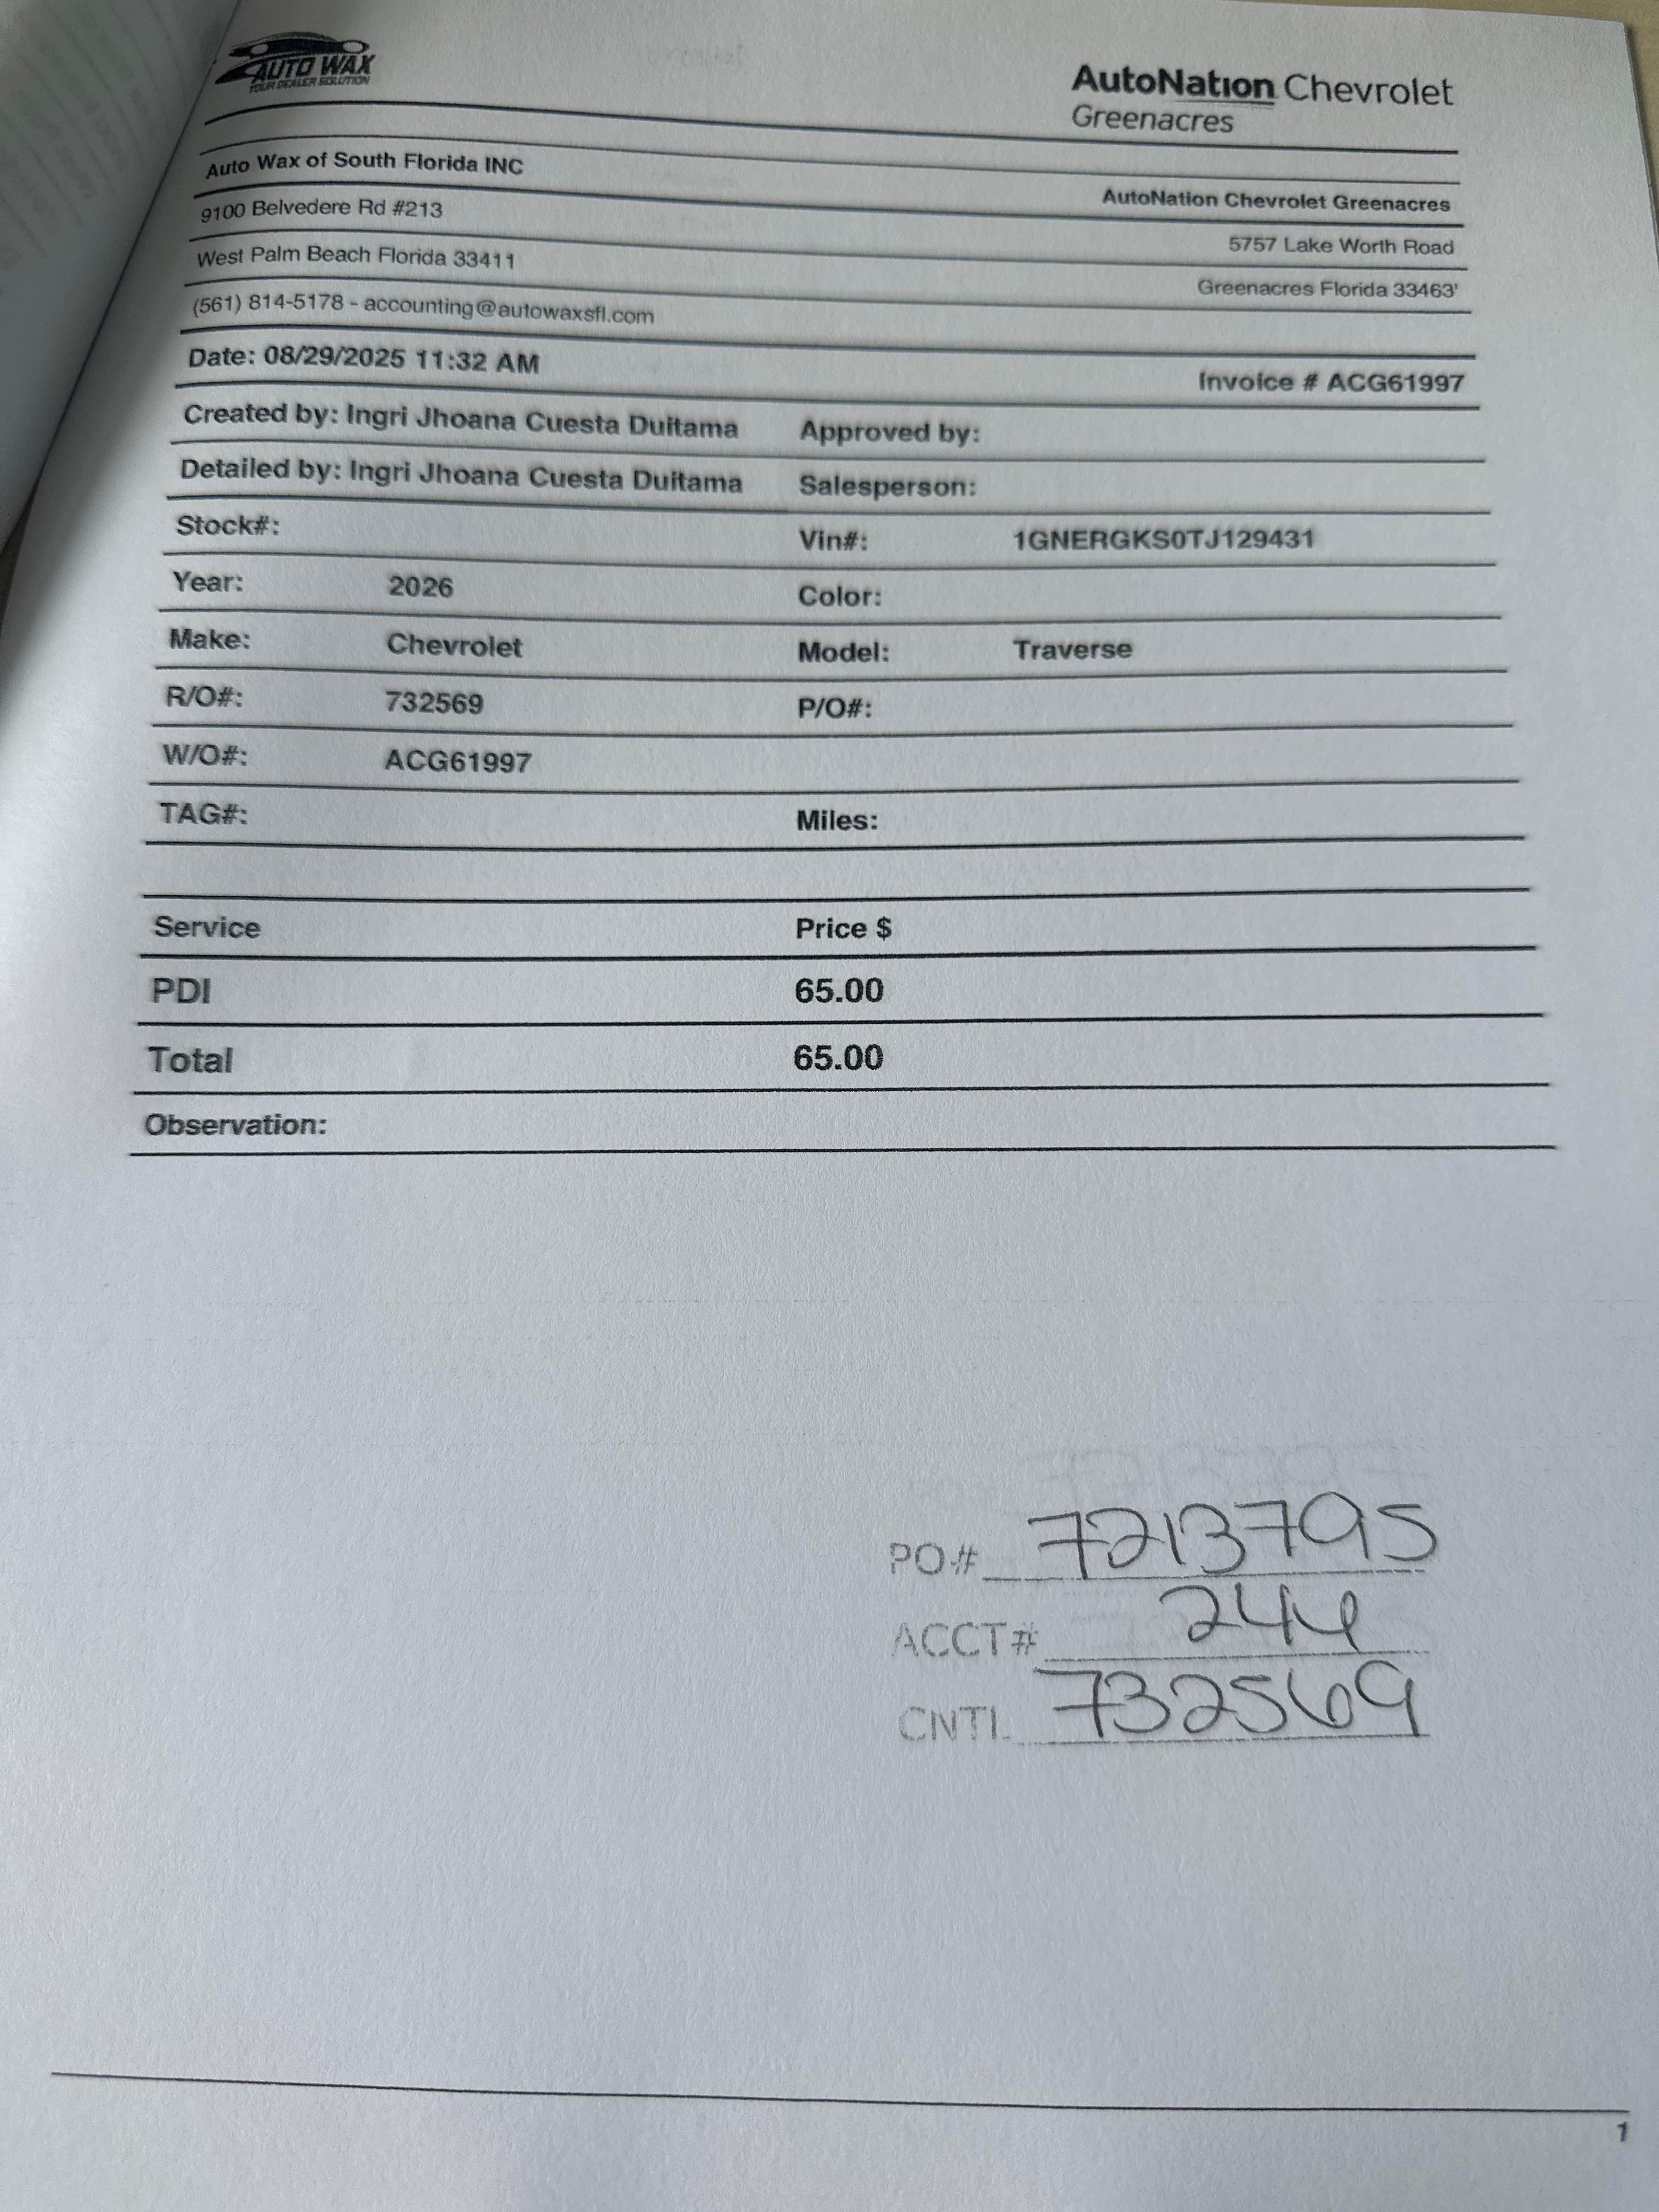 AUTO WAX
YOUR DEALER SOLUTION
AutoNation Chevrolet
Greenacres
Auto Wax of South Florida INC
AutoNation Chevrolet Greenacres
9100 Belvedere Rd #213
5757 Lake Worth Road
West Palm Beach Florida 33411
Greenacres Florida 33463'
(561) 814-5178 - accounting@autowaxsfl.com
Date: 08/29/2025 11:32 AM
Invoice # ACG61997
Created by: Ingri Jhoana Cuesta Duitama Approved by:
Detailed by: Ingri Jhoana Cuesta Duitama Salesperson:
Stock#: Vin#: 1GNERGKS0TJ129431
Year: 2026 Color:
Make: Chevrolet Model: Traverse
R/O#: 732569 P/O#:
W/O#: ACG61997
TAG#: Miles:
Service Price $
PDI 65.00
Total 65.00
Observation:
PO# 7213795
ACCT# 244
CNTL 732569
1